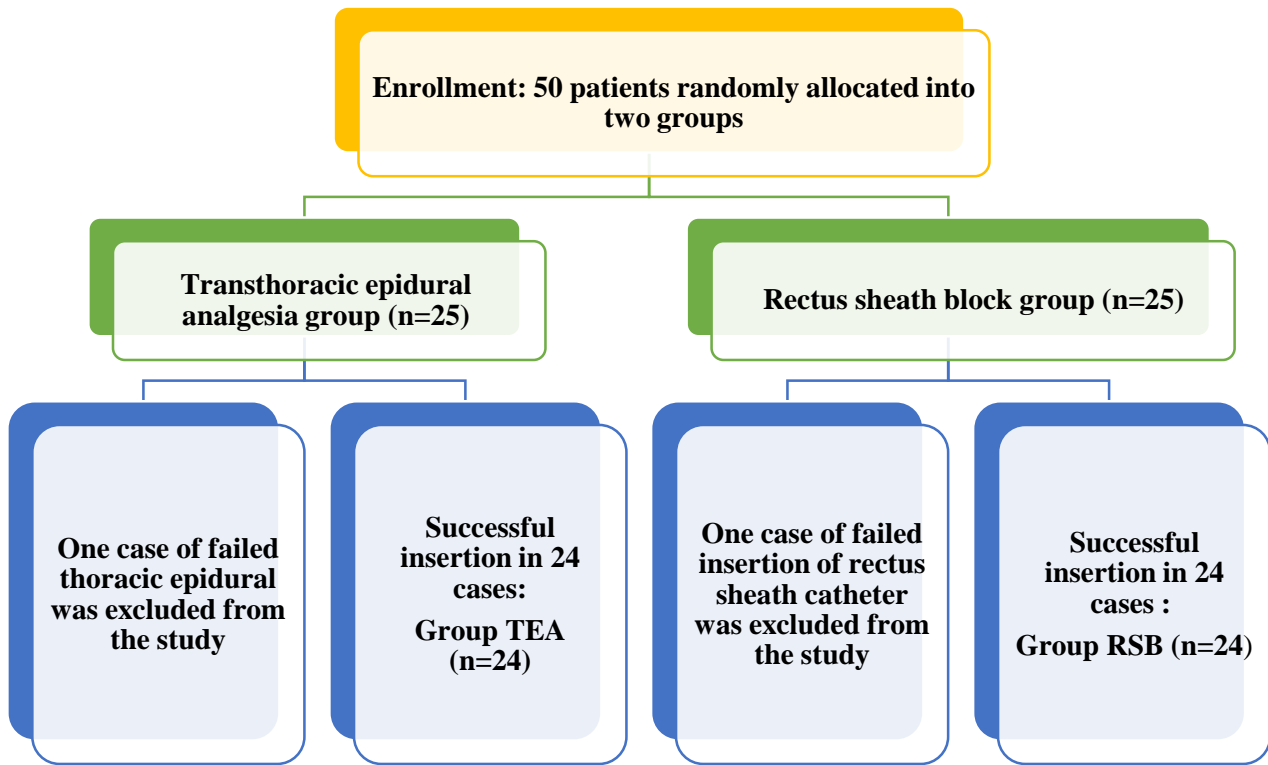 Enrollment: 50 patients randomly allocated into
two groups
Transthoracic epidural
analgesia group (n=25)
Rectus sheath block group (n=25)
One case of failed
thoracic epidural
was excluded from
the study
Successful
insertion in 24
cases:
Group TEA
(n=24)
One case of failed
insertion of rectus
sheath catheter
was excluded from
the study
Successful
insertion in 24
cases :
Group RSB (n=24)